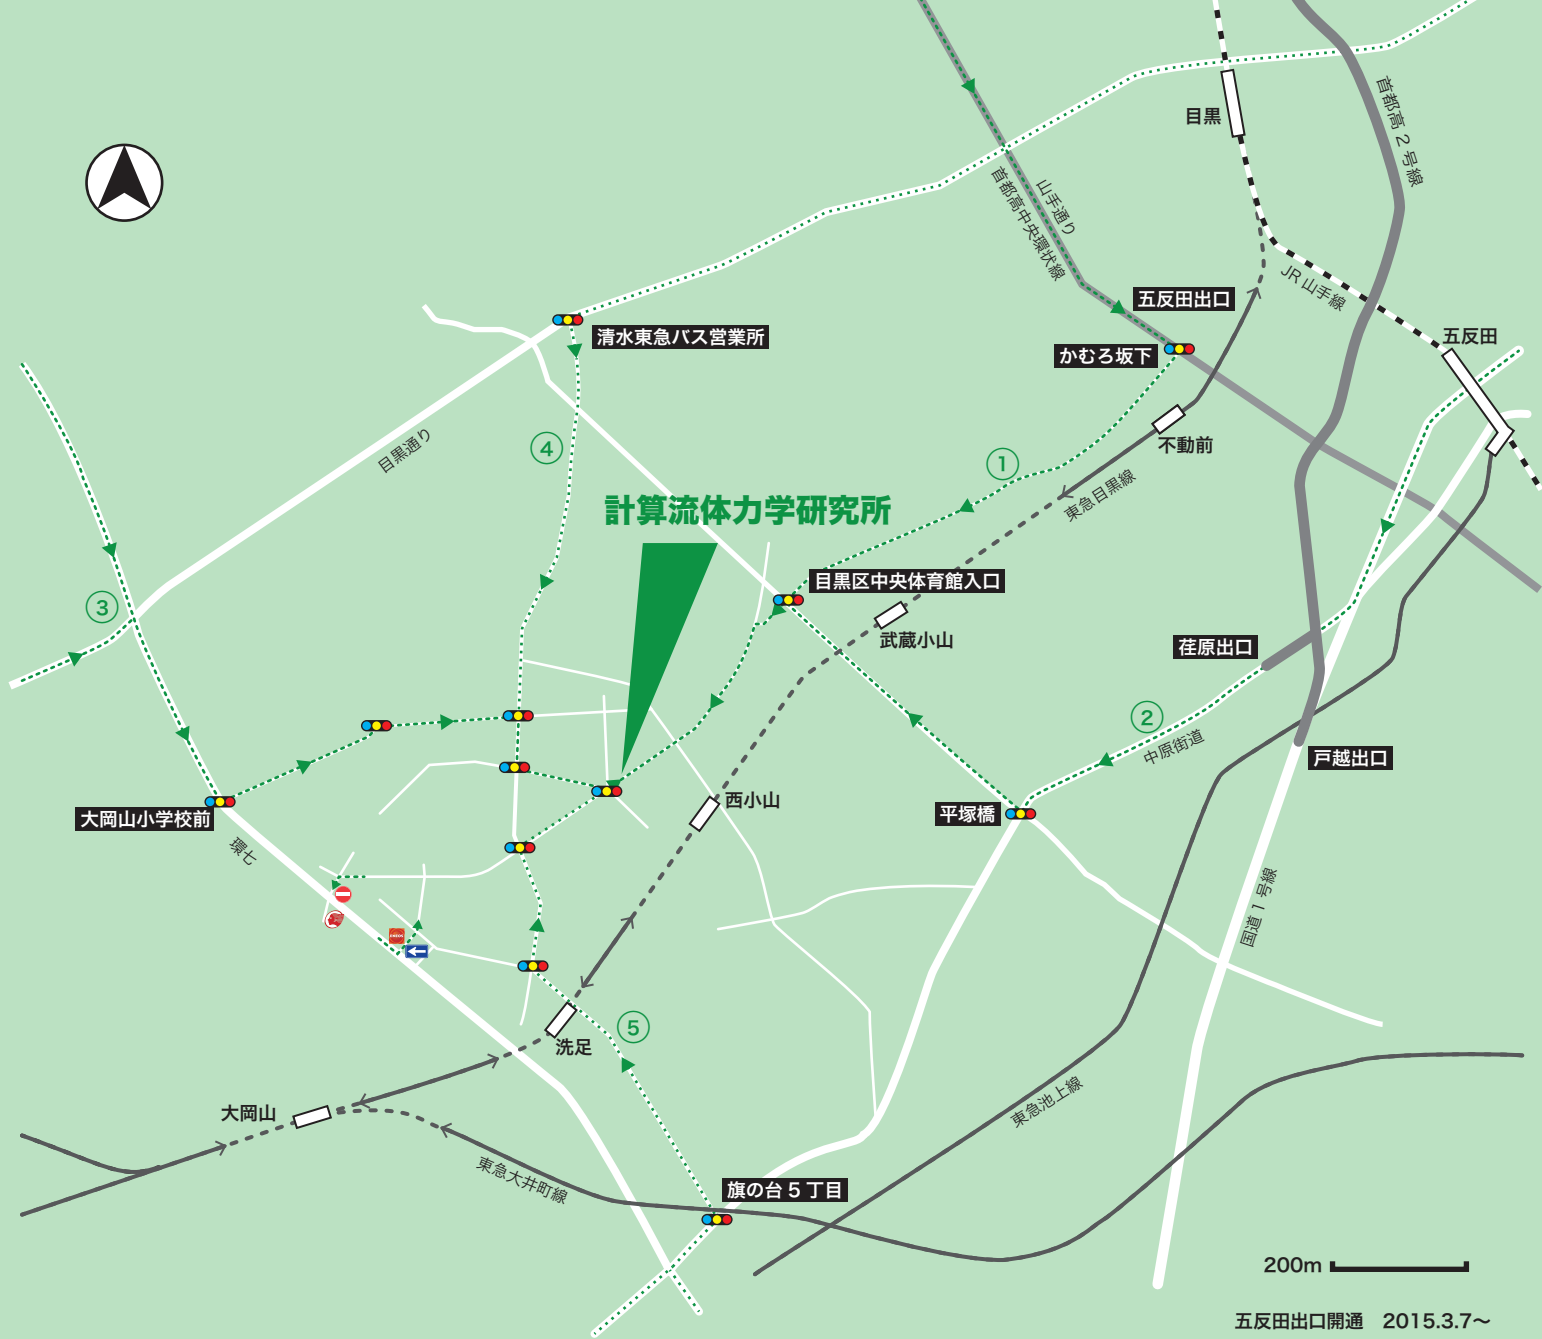 目黒
首都高 2 号線
山手通り
首都高中央環状線
JR 山手線
五反田出口
五反田
清水東急バス営業所
かむろ坂下
不動前
目黒通り
④
①
東急目黒線
計算流体力学研究所
目黒区中央体育館入口
③
武蔵小山
荏原出口
②
中原街道
戸越出口
西小山
平塚橋
大岡山小学校前
環七
国道 1 号線
ENEOS
⑤
洗足
大岡山
東急池上線
東急大井町線
旗の台 5 丁目
200m
五反田出口開通 2015.3.7〜